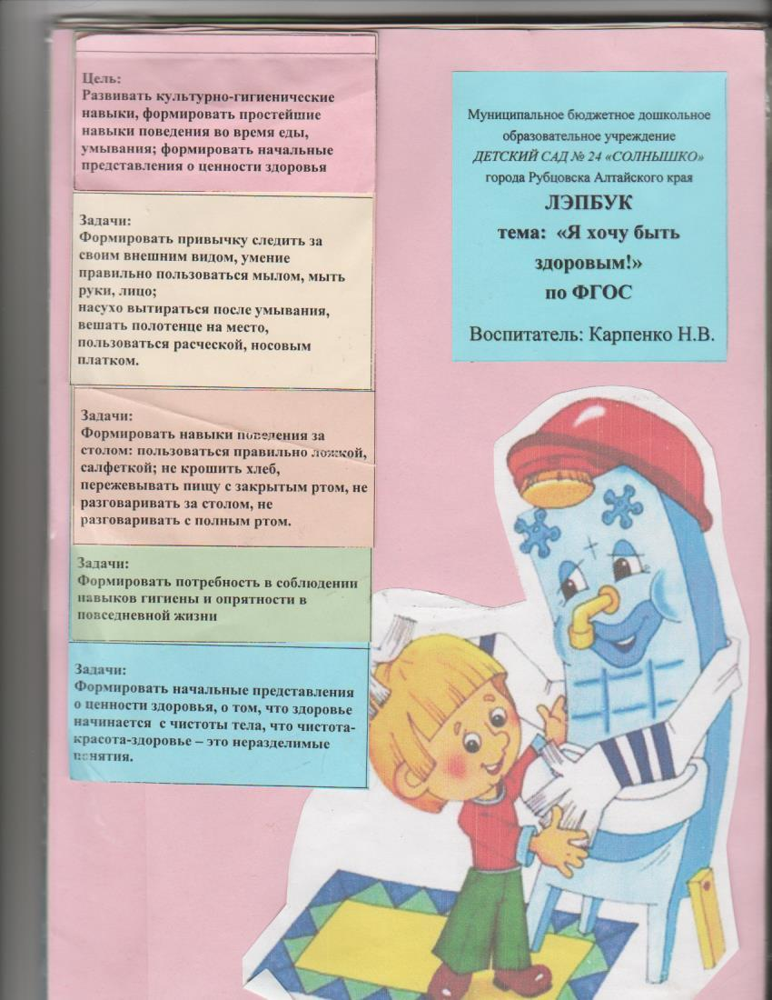 Цель:
Развивать культурно-гигиенические
навыки, формировать простейшие
навыки поведения во время еды,
умывания; формировать начальные
представления о ценности здоровья
Задачи:
Формировать привычку следить за
своим внешним видом, умение
правильно пользоваться мылом, мыть
руки, лицо;
насухо вытираться после умывания,
вешать полотенце на место,
пользоваться расческой, носовым
платком.
Задачи:
Формировать навыки поведения за
столом: пользоваться правильно ложкой,
салфеткой; не крошить хлеб,
пережевывать пищу с закрытым ртом, не
разговаривать за столом, не
разговаривать с полным ртом.
Задачи:
Формировать потребность в соблюдении
навыков гигиены и опрятности в
повседневной жизни
Задачи:
Формировать начальные представления
о ценности здоровья, о том, что здоровье
начинается с чистоты тела, что чистота-
красота-здоровье – это неразделимые
понятия.
Муниципальное бюджетное дошкольное
образовательное учреждение
ДЕТСКИЙ САД № 24 «СОЛНЫШКО»
города Рубцовска Алтайского края
ЛЭПБУК
тема: «Я хочу быть
здоровым!»
по ФГОС
Воспитатель: Карпенко Н.В.